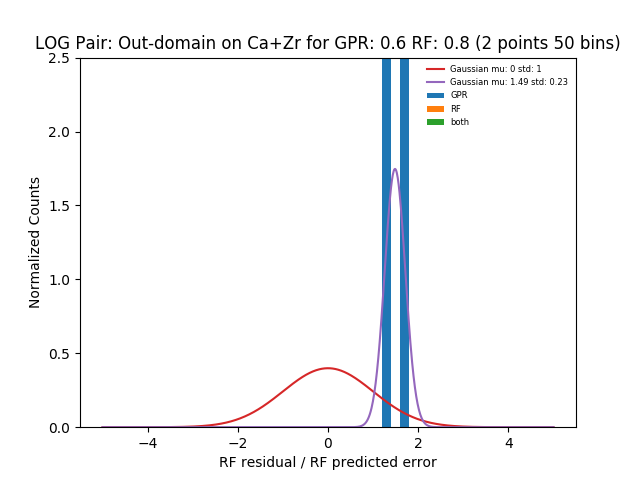 LOG Pair: Out-domain on Ca+Zr for GPR: 0.6 RF: 0.8 (2 points 50 bins)
2.5
2.0
1.5
1.0
0.5
0.0
Normalized Counts
Gaussian mu: 0 std: 1
Gaussian mu: 1.49 std: 0.23
GPR
RF
both
−4 −2 0 2 4
RF residual / RF predicted error